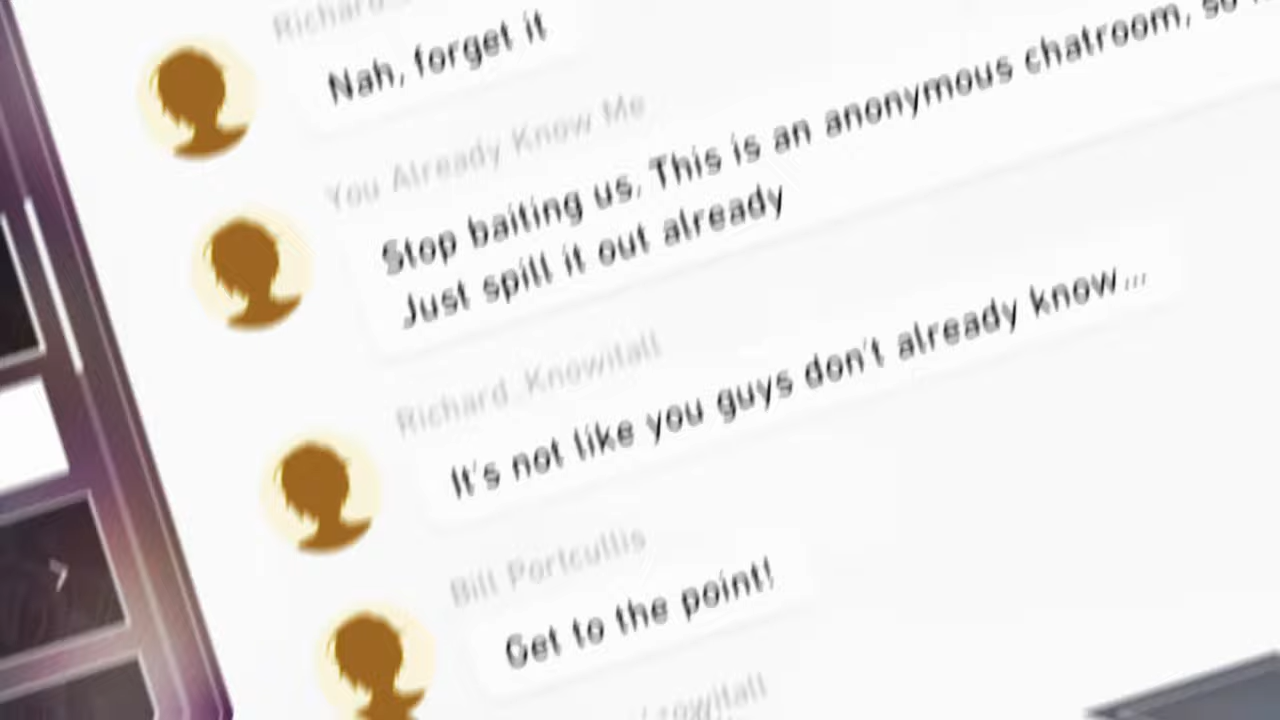 Richard
Nah, forget it
You Already Know Me
Stop baiting us. This is an anonymous chatroom, so
Just spill it out already
Richard_Knowitall
It's not like you guys don't already know...
Bill Portcullis
Get to the point!
Knowitall